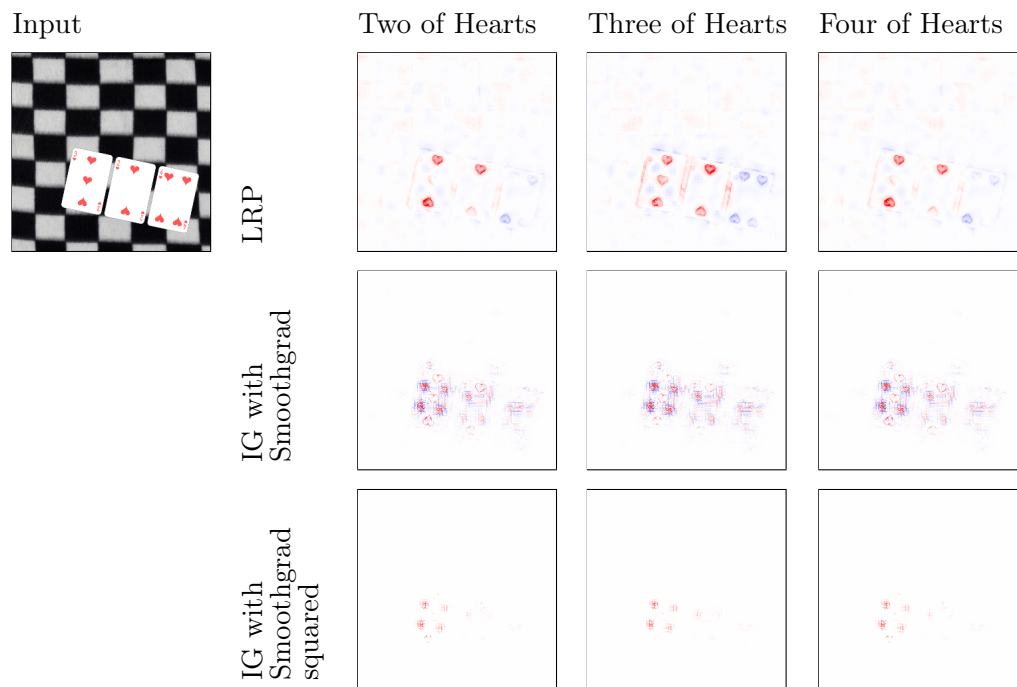 Input
Two of Hearts
Three of Hearts
Four of Hearts
LRP
IG with
Smoothgrad
IG with
Smoothgrad
squared